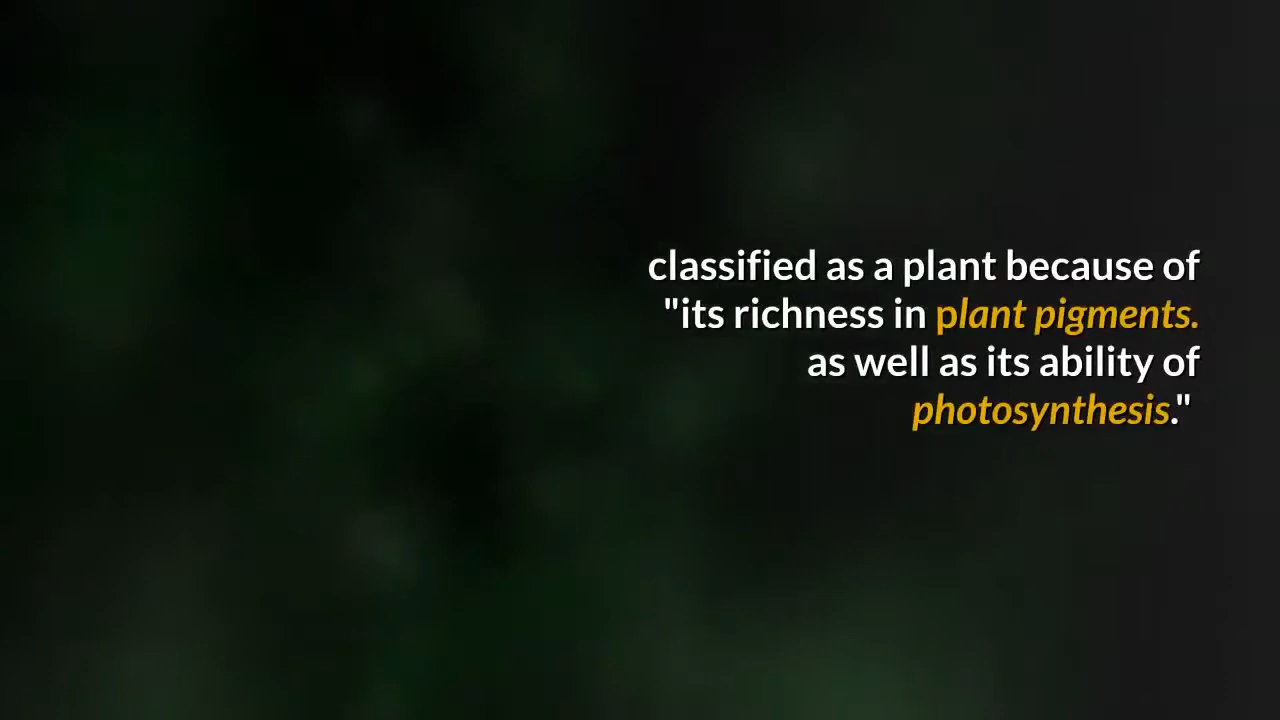 classified as a plant because of
"its richness in plant pigments.
as well as its ability of
photosynthesis."